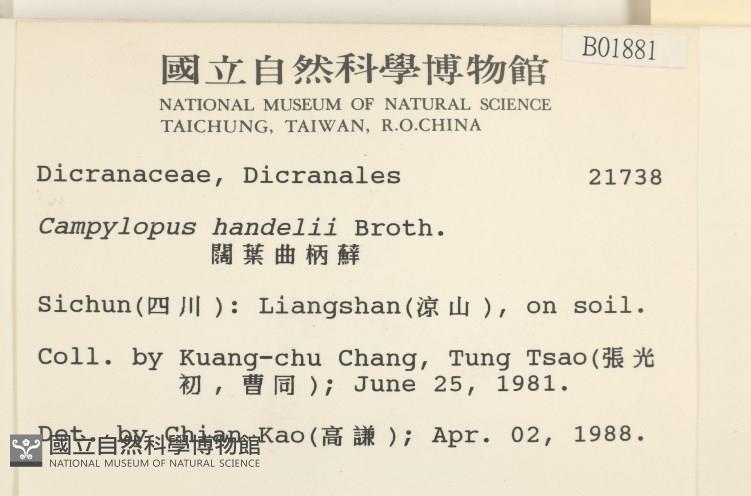 B01881
國立自然科學博物館
NATIONAL MUSEUM OF NATURAL SCIENCE
TAICHUNG, TAIWAN, R.O.CHINA
Dicranaceae, Dicranales 21738
Campylopus handelii Broth.
闊葉曲柄蘚
Sichun(四川): Liangshan(涼山), on soil.
Coll. by Kuang-chu Chang, Tung Tsao(張光
初,曹同); June 25, 1981.
Det. by Chian Kao(高謙); Apr. 02, 1988.
國立自然科學博物館
NATIONAL MUSEUM OF NATURAL SCIENCE